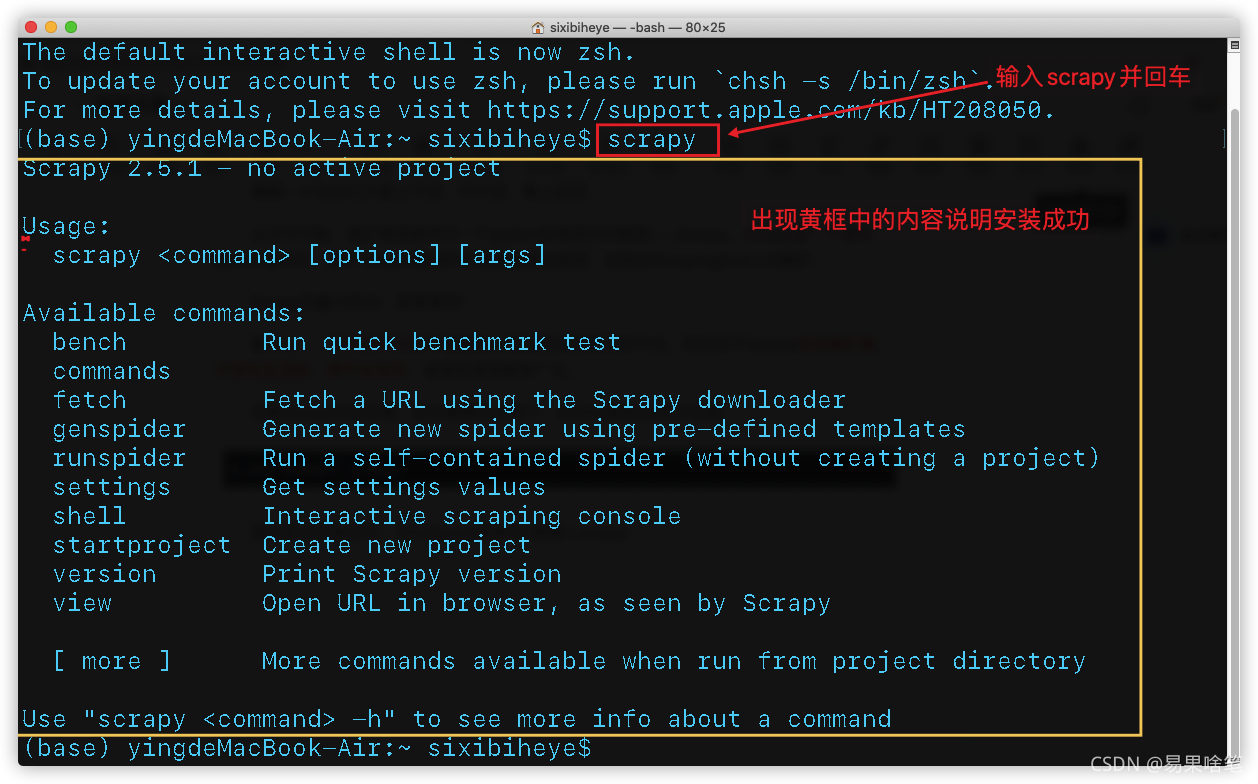 sixibiheye — -bash — 80×25
The default interactive shell is now zsh.
To update your account to use zsh, please run `chsh -s /bin/zsh`.
输入scrapy并回车
For more details, please visit https://support.apple.com/kb/HT208050.
(base) yingdeMacBook-Air:~ sixibiheye$ scrapy
Scrapy 2.5.1 - no active project
出现黄框中的内容说明安装成功
Usage:
scrapy <command> [options] [args]
Available commands:
bench Run quick benchmark test
commands
fetch Fetch a URL using the Scrapy downloader
genspider Generate new spider using pre-defined templates
runspider Run a self-contained spider (without creating a project)
settings Get settings values
shell Interactive scraping console
startproject Create new project
version Print Scrapy version
view Open URL in browser, as seen by Scrapy
[ more ] More commands available when run from project directory
Use "scrapy <command> -h" to see more info about a command
(base) yingdeMacBook-Air:~ sixibiheye$
CSDN @易果啥笔